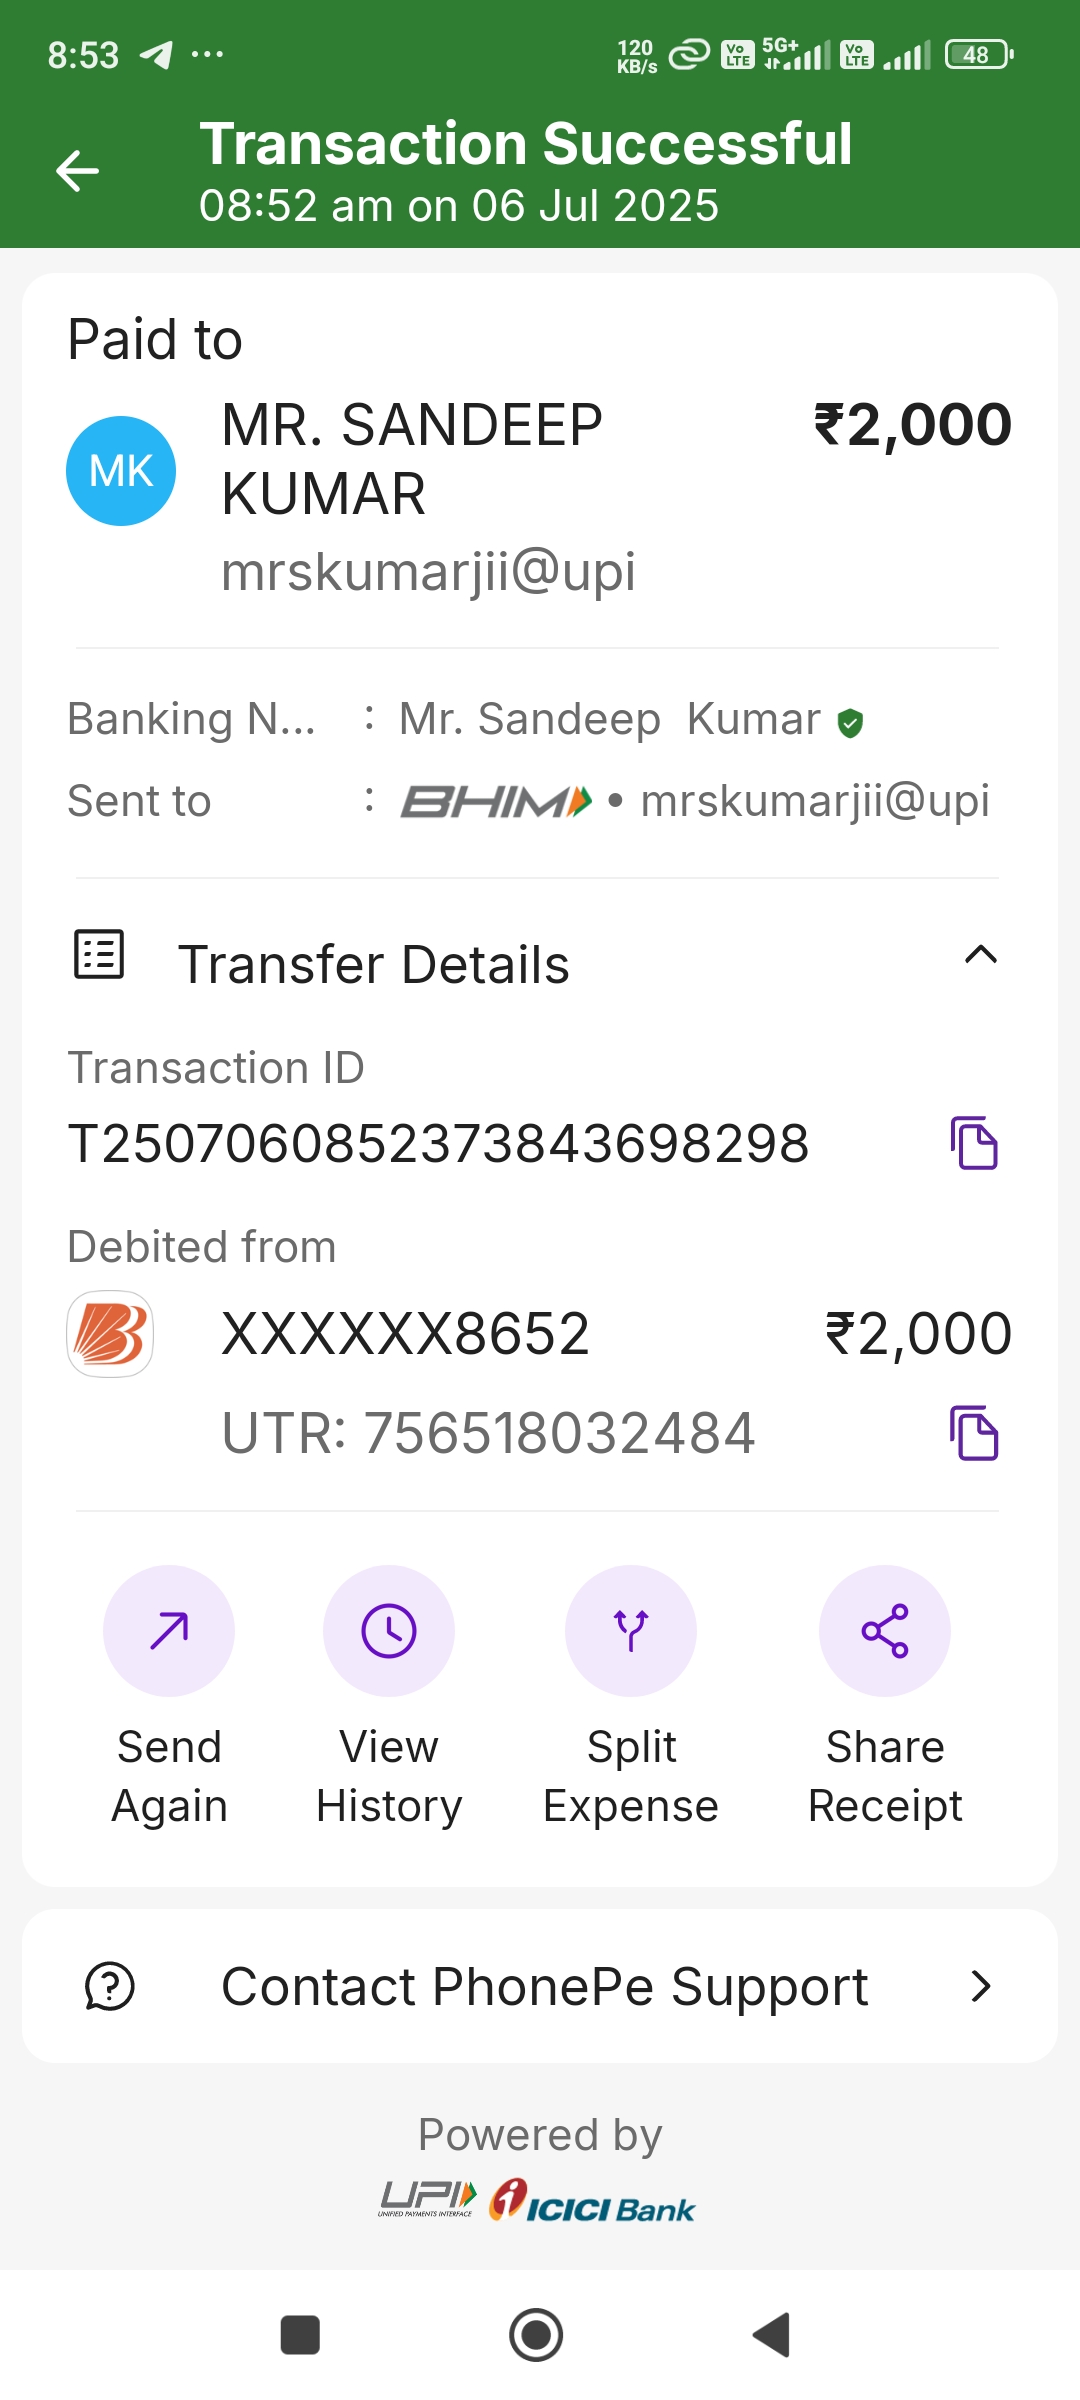 8:53
120
KB/s
Vo
LTE
5G+
Vo
LTE
48
Transaction Successful
08:52 am on 06 Jul 2025
Paid to
MK
MR. SANDEEP
KUMAR
₹2,000
mrskumarjii@upi
Banking N... : Mr. Sandeep Kumar
Sent to : BHIM • mrskumarjii@upi
Transfer Details
Transaction ID
T2507060852373843698298
Debited from
XXXXXX8652 ₹2,000
UTR: 756518032484
Send
Again
View
History
Split
Expense
Share
Receipt
Contact PhonePe Support
Powered by
UPI
UNIFIED PAYMENTS INTERFACE
ICICI Bank